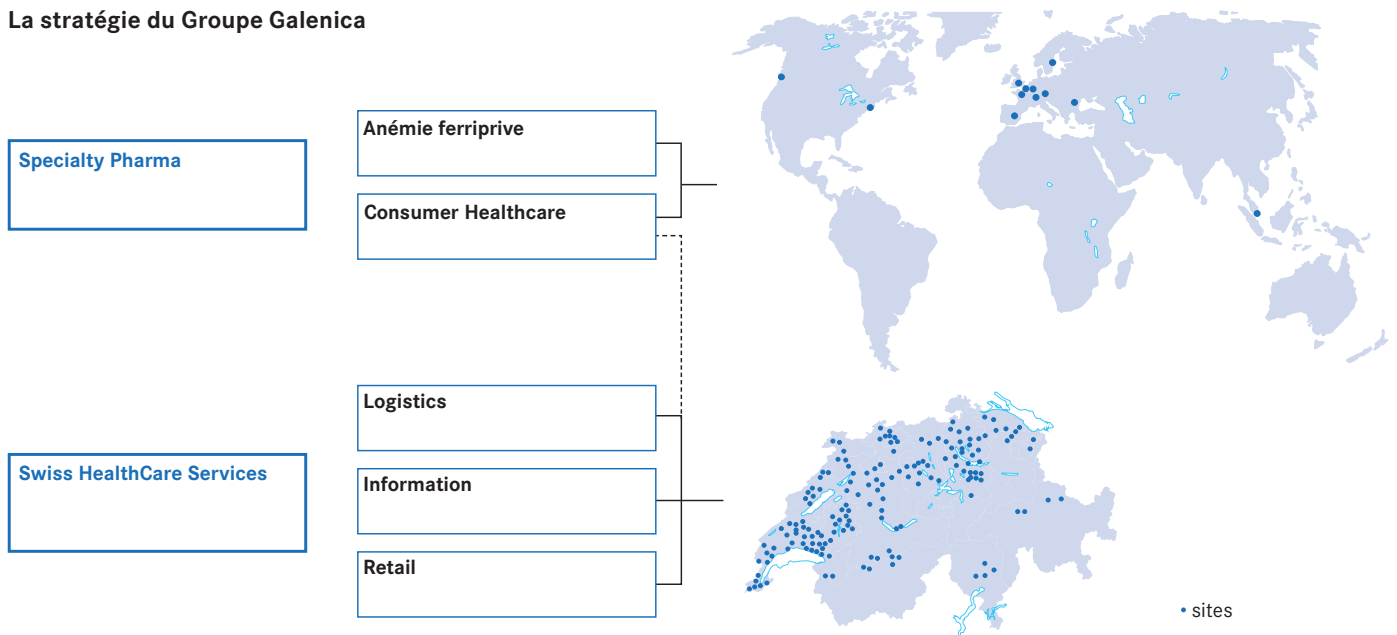 La stratégie du Groupe Galenica
Specialty Pharma
Anémie ferriprive
Consumer Healthcare
Swiss HealthCare Services
Logistics
Information
Retail
sites